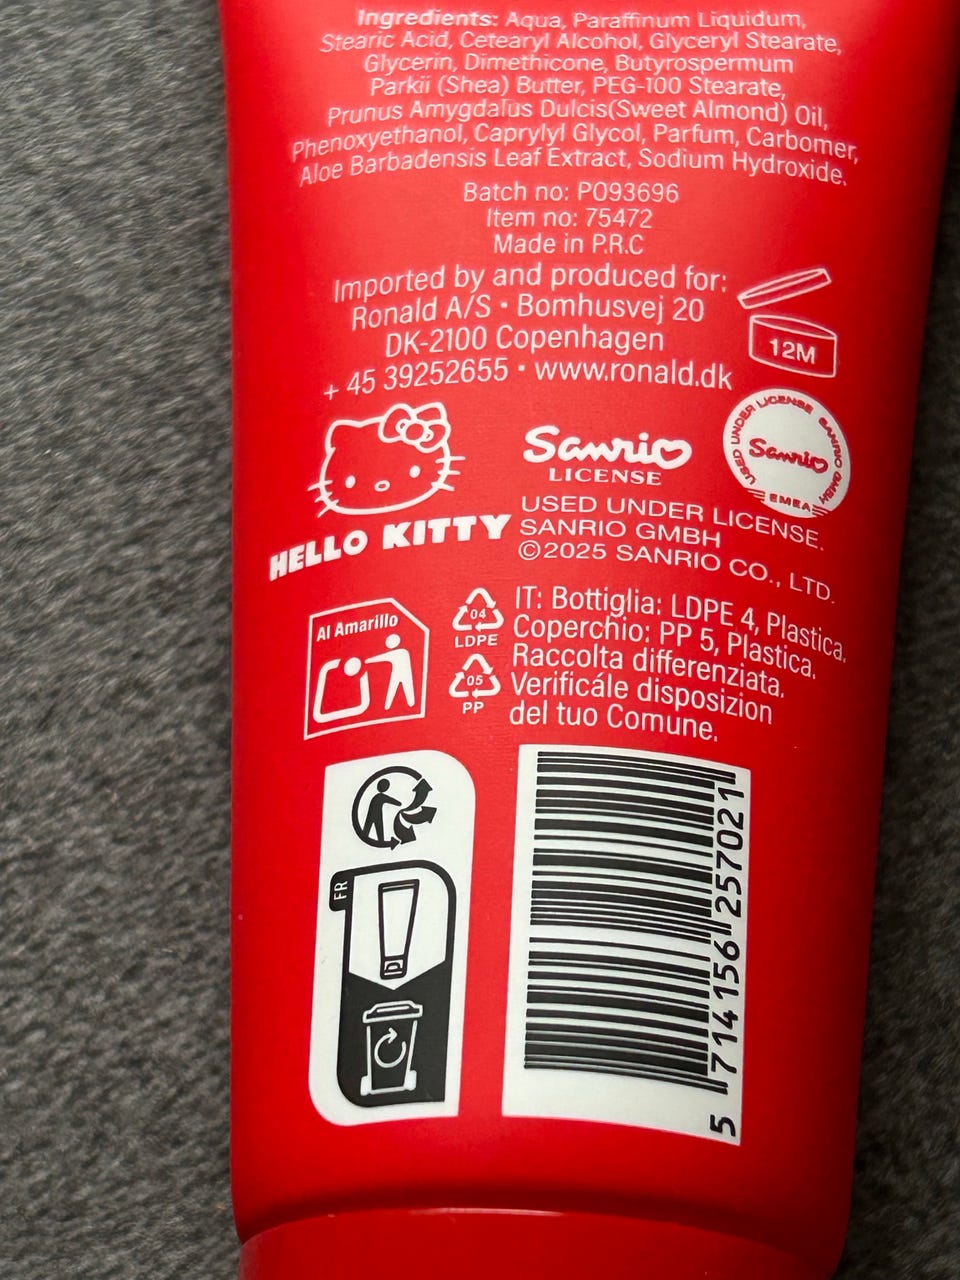 Ingredients: Aqua, Paraffinum Liquidum,
Stearic Acid, Cetearyl Alcohol, Glyceryl Stearate,
Glycerin, Dimethicone, Butyrospermum
Parkii (Shea) Butter, PEG-100 Stearate,
Prunus Amygdalus Dulcis(Sweet Almond) Oil,
Phenoxyethanol, Caprylyl Glycol, Parfum, Carbomer,
Aloe Barbadensis Leaf Extract, Sodium Hydroxide.
Batch no: P093696
Item no: 75472
Made in P.R.C
Imported by and produced for:
Ronald A/S • Bomhusvej 20
DK-2100 Copenhagen
+ 45 39252655 • www.ronald.dk
12M
HELLO KITTY
Sanrio
LICENSE
USED UNDER LICENSE SANRIO GMBH
Sanrio
EMEA
USED UNDER LICENSE.
SANRIO GMBH
©2025 SANRIO CO., LTD.
Al Amarillo
04
LDPE
05
PP
IT: Bottiglia: LDPE 4, Plastica.
Coperchio: PP 5, Plastica.
Raccolta differenziata.
Verificále disposizion
del tuo Comune.
FR
5 714156 257021